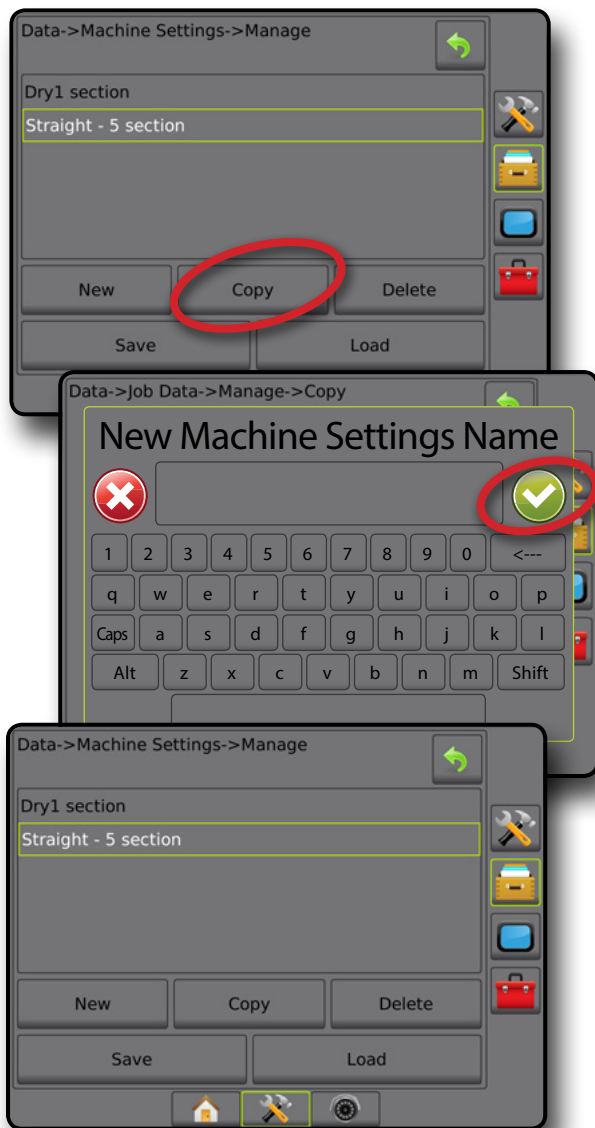 Data->Machine Settings->Manage
Dry1 section
Straight - 5 section
New Copy Delete
Save Load
Data->Job Data->Manage->Copy
New Machine Settings Name
1 2 3 4 5 6 7 8 9 0 <---
q w e r t y u i o p
Caps a s d f g h j k l
Alt z x c v b n m Shift
Data->Machine Settings->Manage
Dry1 section
Straight - 5 section
New Copy Delete
Save Load